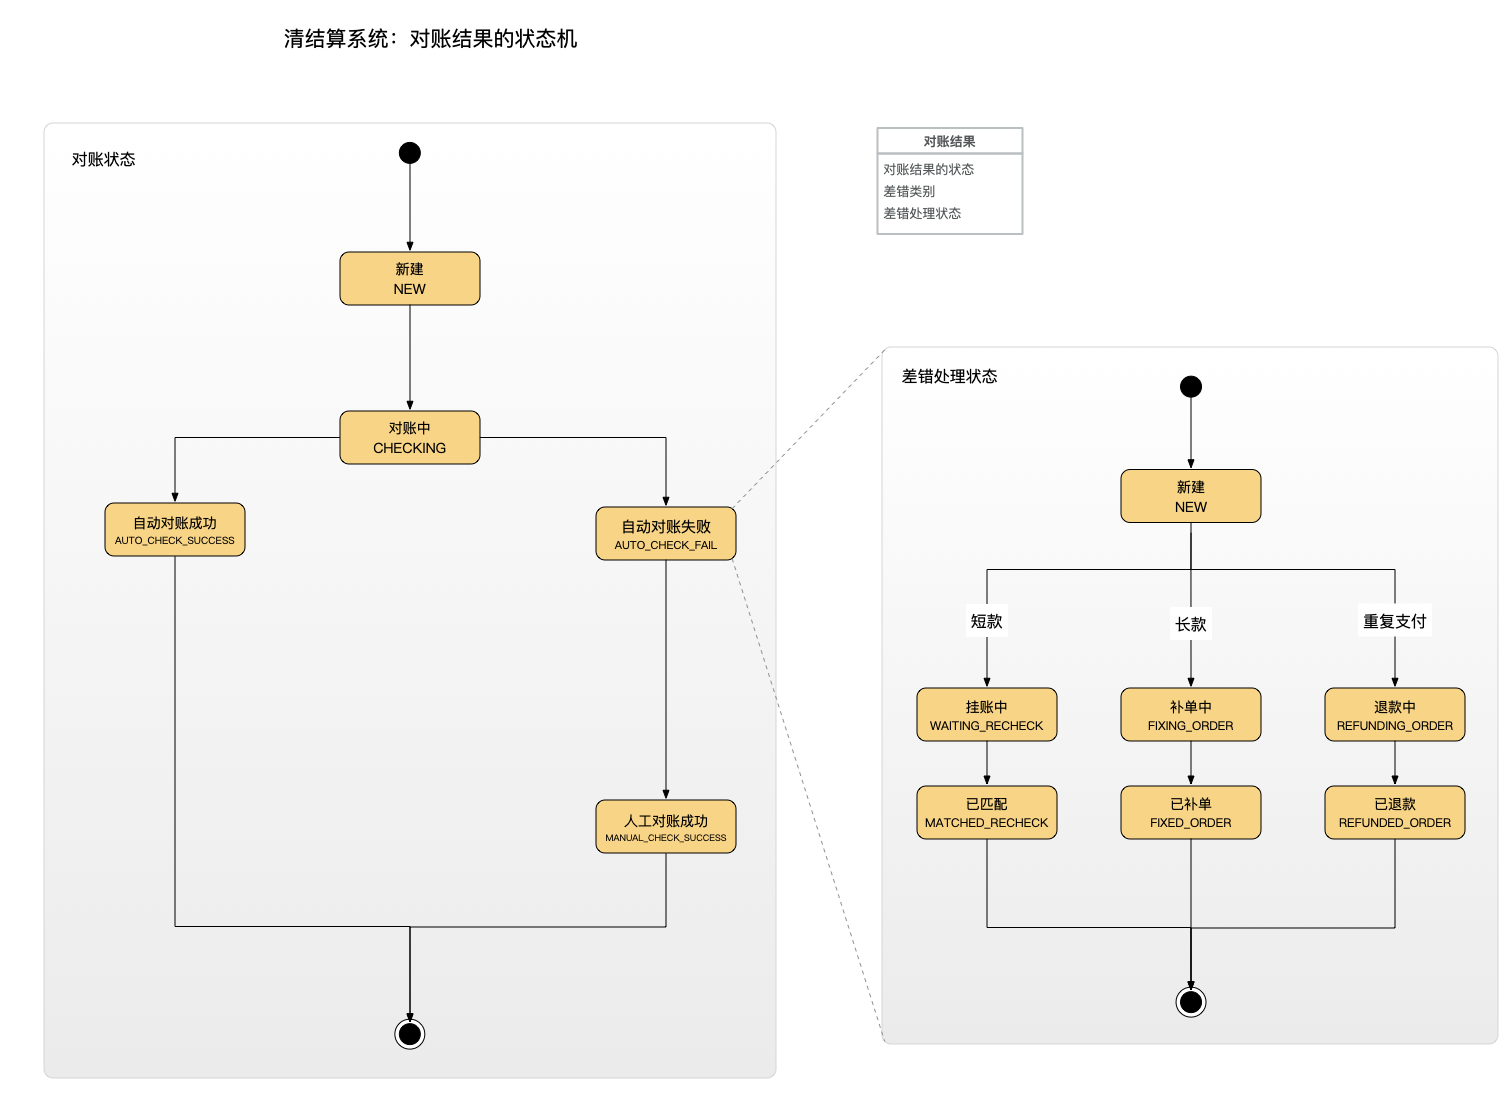 清结算系统：对账结果的状态机
对账状态
新建
NEW
对账中
CHECKING
自动对账成功
AUTO_CHECK_SUCCESS
自动对账失败
AUTO_CHECK_FAIL
人工对账成功
MANUAL_CHECK_SUCCESS
对账结果
对账结果的状态
差错类别
差错处理状态
差错处理状态
新建
NEW
短款
长款
重复支付
挂账中
WAITING_RECHECK
补单中
FIXING_ORDER
退款中
REFUNDING_ORDER
已匹配
MATCHED_RECHECK
已补单
FIXED_ORDER
已退款
REFUNDED_ORDER